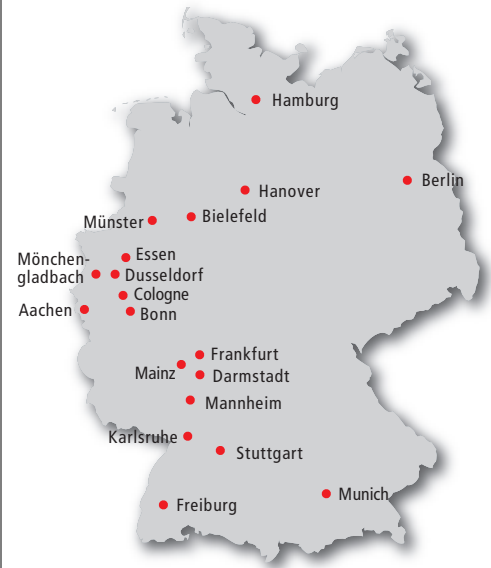 Hamburg
Berlin
Hanover
Bielefeld
Münster
Essen
Mönchen-
gladbach
Dusseldorf
Cologne
Aachen
Bonn
Frankfurt
Mainz
Darmstadt
Mannheim
Karlsruhe
Stuttgart
Munich
Freiburg